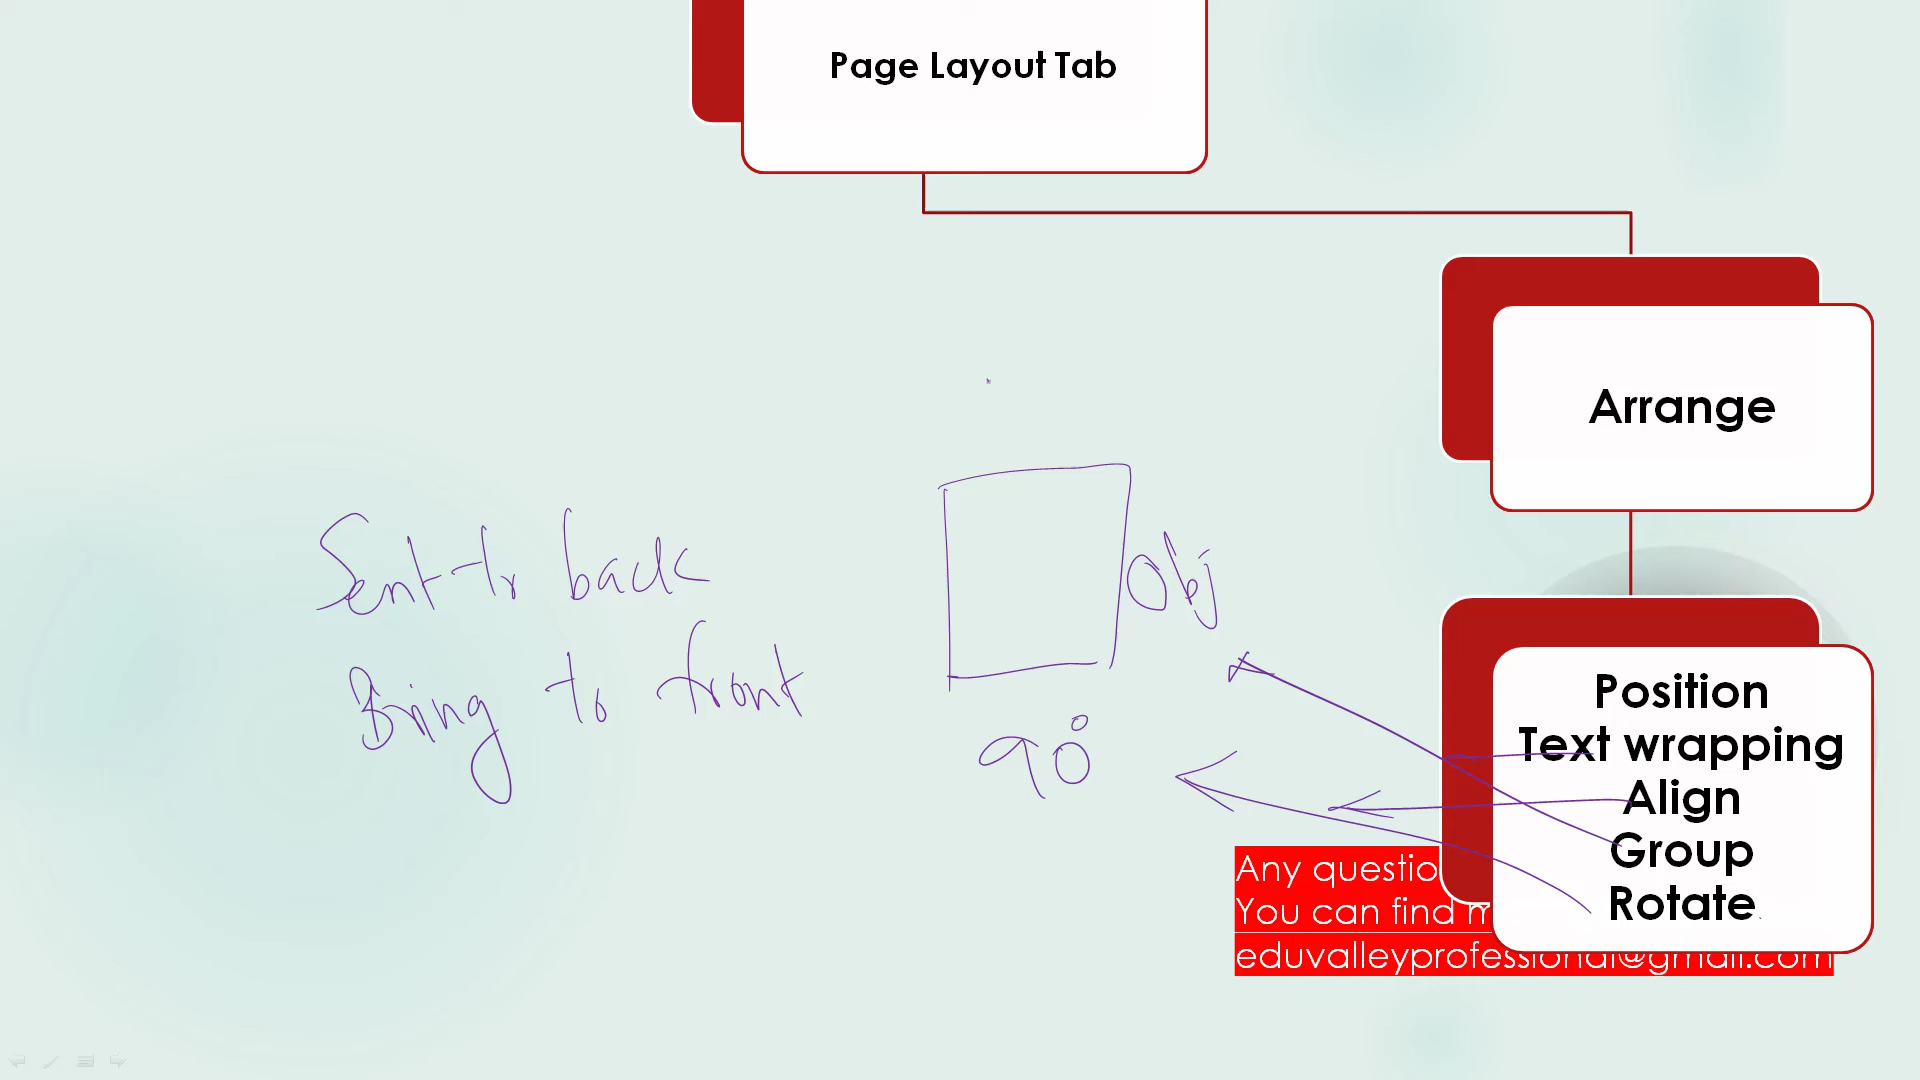 Page Layout Tab
Arrange
Sent to back
Obj
Bring to front
90°
Position
Text wrapping
Align
Group
Rotate
Any questio
You can find m
eduvalleyprofessional@gmail.com